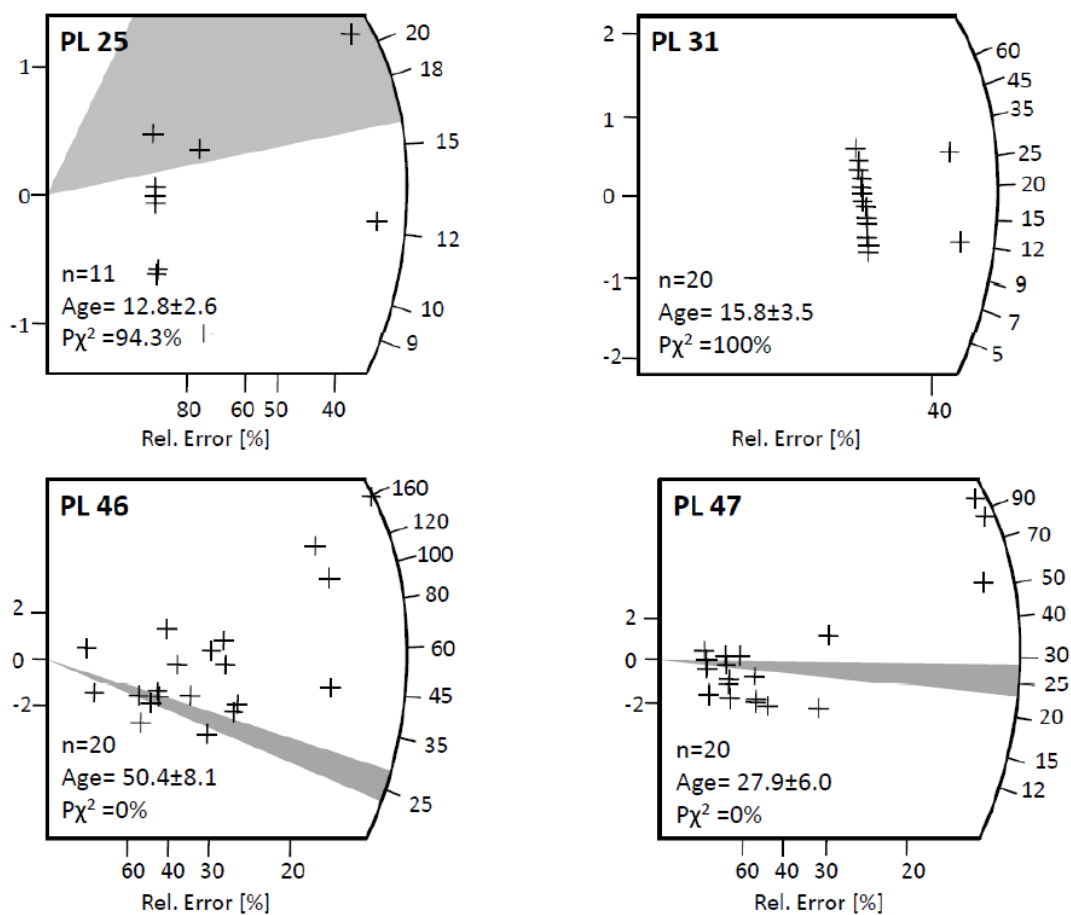 PL 25
1
0
-1
20
18
15
12
10
9
n=11
Age= 12.8±2.6
Pχ² =94.3%
80 60 50 40
Rel. Error [%]
PL 31
2
1
0
-1
-2
60
45
35
25
20
15
12
9
7
5
n=20
Age= 15.8±3.5
Pχ² =100%
40
Rel. Error [%]
PL 46
2
0
-2
160
120
100
80
60
45
35
25
n=20
Age= 50.4±8.1
Pχ² =0%
60 40 30 20
Rel. Error [%]
PL 47
2
0
-2
90
70
50
40
30
25
20
15
12
n=20
Age= 27.9±6.0
Pχ² =0%
60 40 30 20
Rel. Error [%]